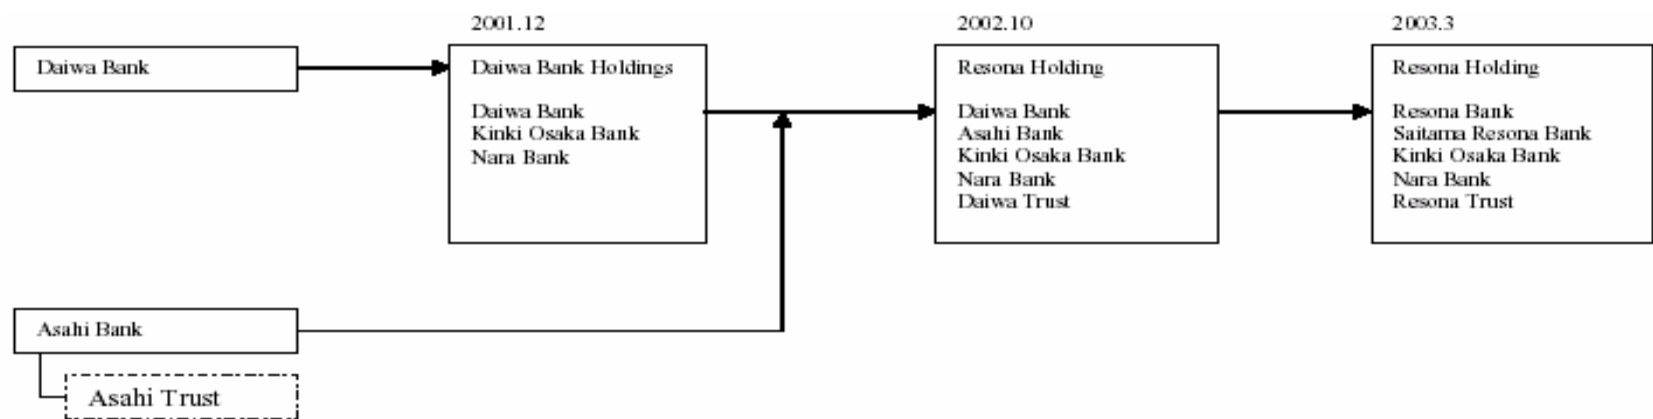 2001.12
2002.10
2003.3
Daiwa Bank
Daiwa Bank Holdings
Daiwa Bank
Kinki Osaka Bank
Nara Bank
Resona Holding
Daiwa Bank
Asahi Bank
Kinki Osaka Bank
Nara Bank
Daiwa Trust
Resona Holding
Resona Bank
Saitama Resona Bank
Kinki Osaka Bank
Nara Bank
Resona Trust
Asahi Bank
Asahi Trust